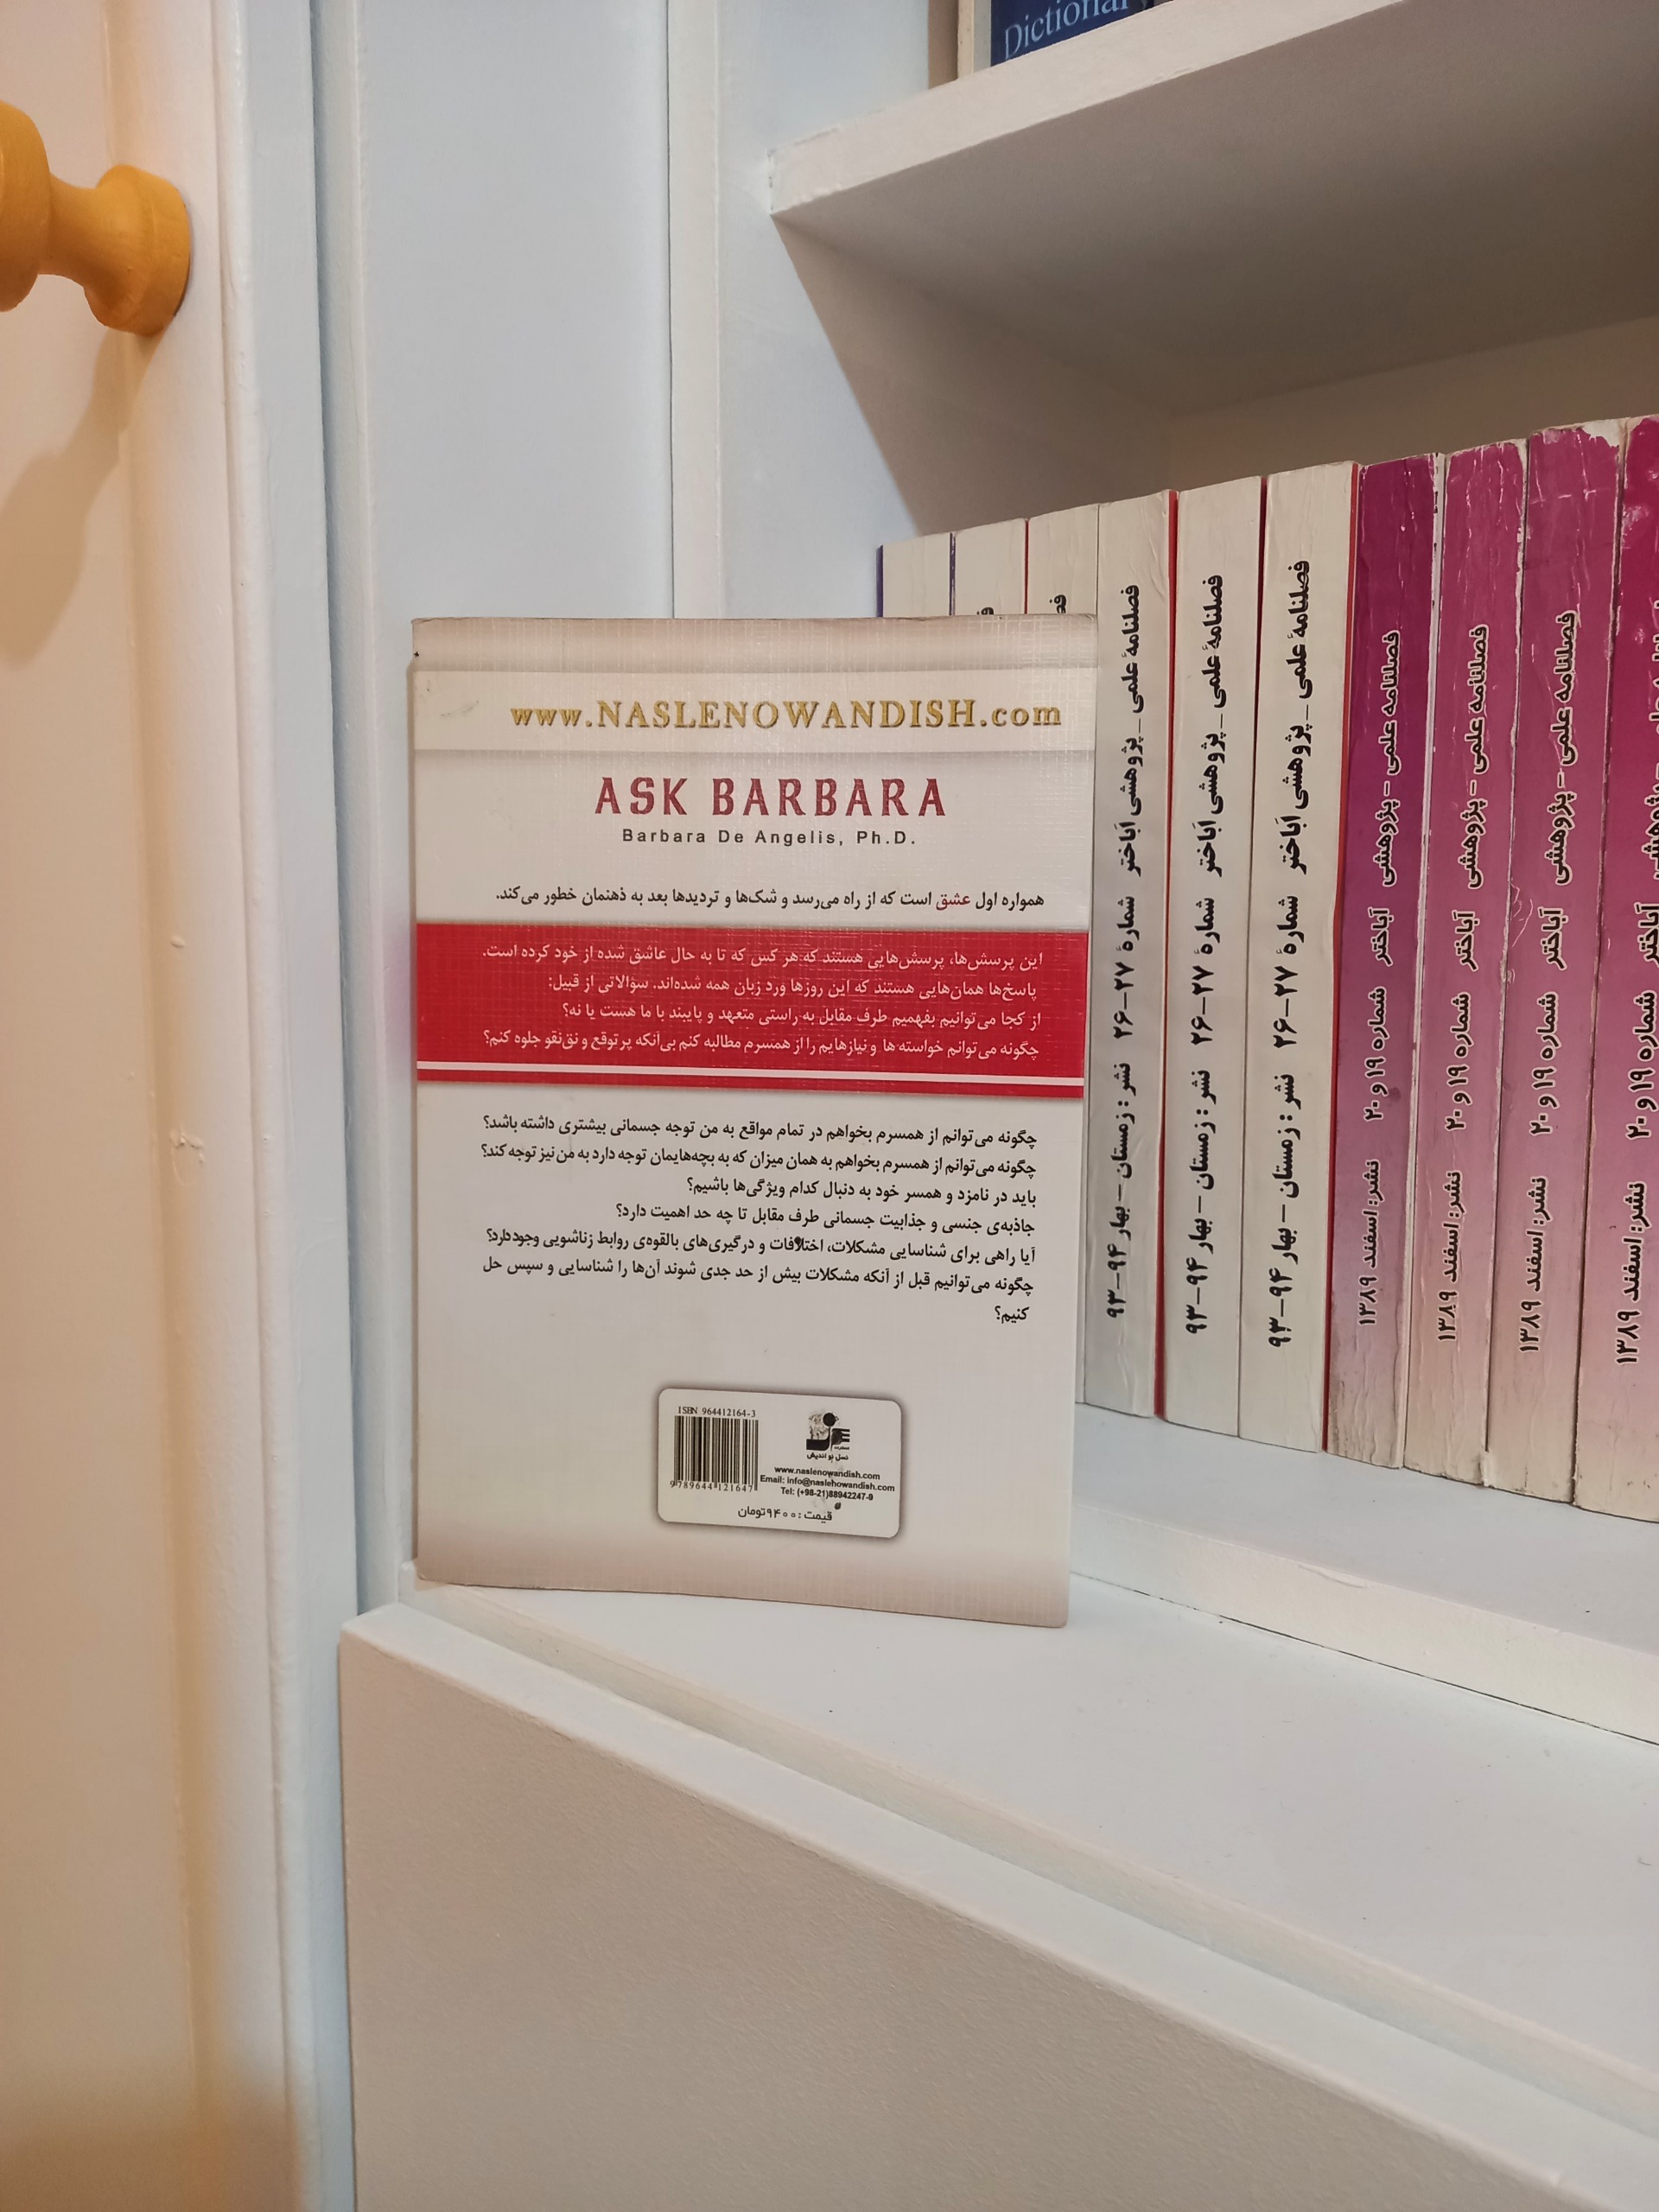 Dictionary
www.NASLENOWANDISH.com
ASK BARBARA
Barbara De Angelis, Ph.D.
همواره اول عشق است که از راه می‌رسد و شک‌ها و تردیدها بعد به ذهنمان خطور می‌کند.
این پرسش‌ها، پرسش‌هایی هستند که هر کس که تا به حال عاشق شده از خود کرده است.
پاسخ‌ها همان‌هایی هستند که این روزها ورد زبان همه شده‌اند. سؤالاتی از قبیل:
از کجا می‌توانیم بفهمیم طرف مقابل به راستی متعهد و پایبند با ما هست یا نه؟
چگونه می‌توانم خواسته‌ها و نیازهایم را از همسرم مطالبه کنم بی‌آنکه پرتوقع و نق‌نقو جلوه کنم؟
چگونه می‌توانم از همسرم بخواهم در تمام مواقع به من توجه جسمانی بیشتری داشته باشد؟
چگونه می‌توانم از همسرم بخواهم به همان میزان که به بچه‌هایمان توجه دارد به من نیز توجه کند؟
باید در نامزد و همسر خود به دنبال کدام ویژگی‌ها باشیم؟
جاذبه‌ی جنسی و جذابیت جسمانی طرف مقابل تا چه حد اهمیت دارد؟
آیا راهی برای شناسایی مشکلات، اختلافات و درگیری‌های بالقوه‌ی روابط زناشویی وجود دارد؟
چگونه می‌توانیم قبل از آنکه مشکلات بیش از حد جدی شوند آن‌ها را شناسایی و سپس حل
کنیم؟
ISBN 964412164-3
9 789644 121647
نسل نو اندیش
www.naslenowandish.com
Email: info@naslehowandish.com
Tel: (+98-21)88942247-9
قیمت: ۹۴۰۰ تومان
فصلنامهٔ علمی _ پژوهشی اَباختر شمارهٔ ۲۷-۲۶ نشر: زمستان - بهار ۹۴-۹۳
فصلنامهٔ علمی _ پژوهشی اَباختر شمارهٔ ۲۷-۲۶ نشر: زمستان - بهار ۹۴-۹۳
فصلنامهٔ علمی _ پژوهشی اَباختر شمارهٔ ۲۷-۲۶ نشر: زمستان - بهار ۹۴-۹۳
فصلنامه علمی - پژوهشی اَباختر شماره ۱۹ و ۲۰ نشر: اسفند ۱۳۸۹
فصلنامه علمی - پژوهشی اَباختر شماره ۱۹ و ۲۰ نشر: اسفند ۱۳۸۹
فصلنامه علمی - پژوهشی اَباختر شماره ۱۹ و ۲۰ نشر: اسفند ۱۳۸۹
اَباختر شماره ۱۹ و ۲۰ نشر: اسفند ۱۳۸۹